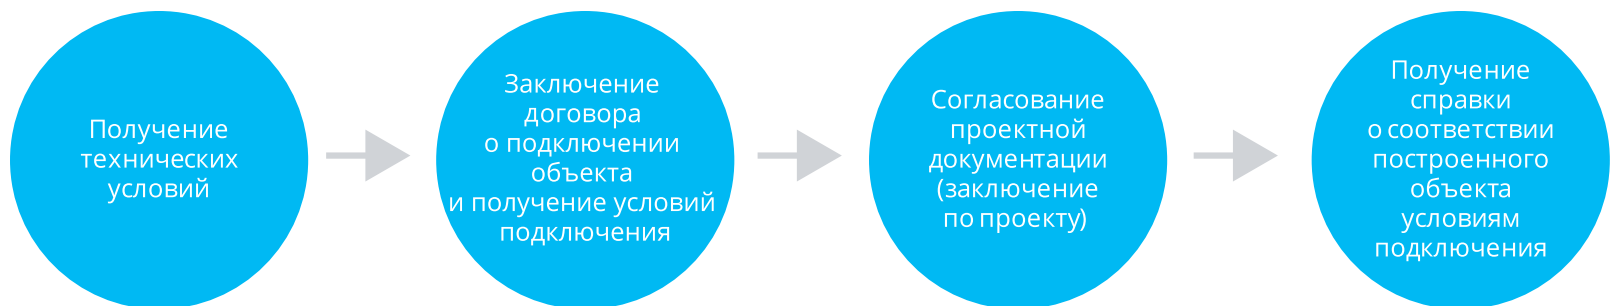 Получение
технических
условий
Заключение
договора
о подключении
объекта
и получение условий
подключения
Согласование
проектной
документации
(заключение
по проекту)
Получение
справки
о соответствии
построенного
объекта
условиям
подключения